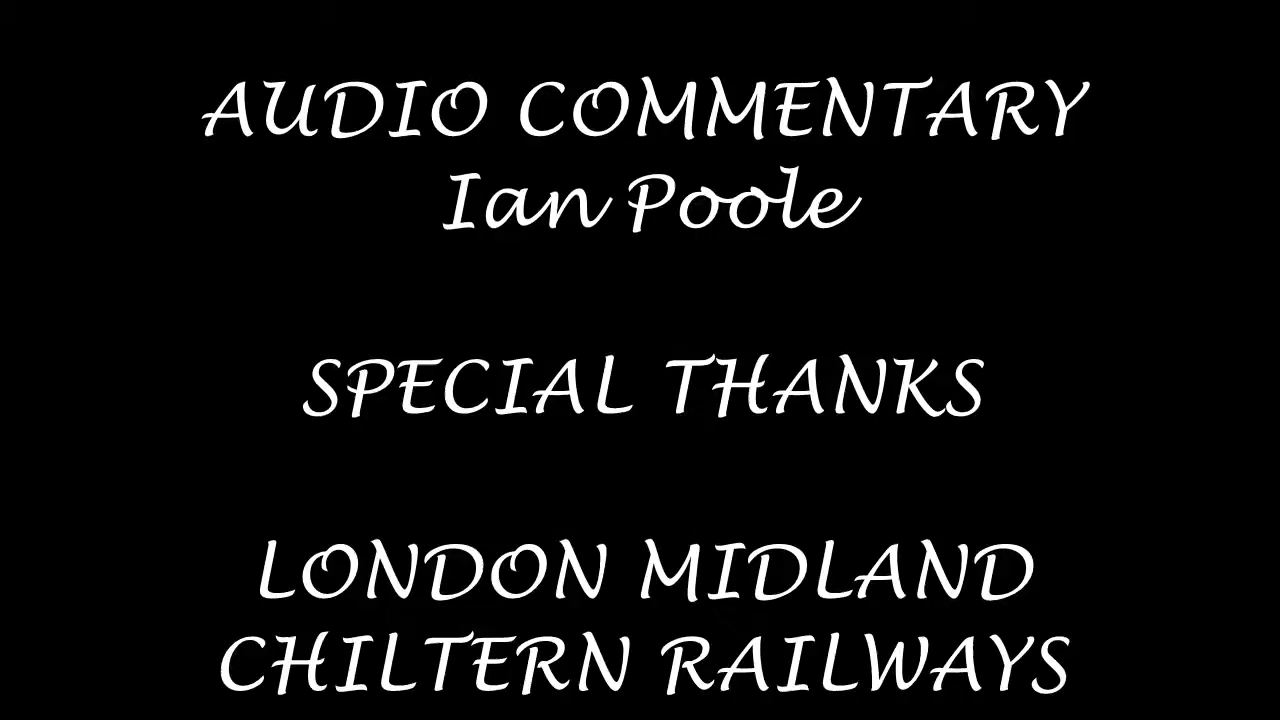 AUDIO COMMENTARY
Ian Poole
SPECIAL THANKS
LONDON MIDLAND
CHILTERN RAILWAYS